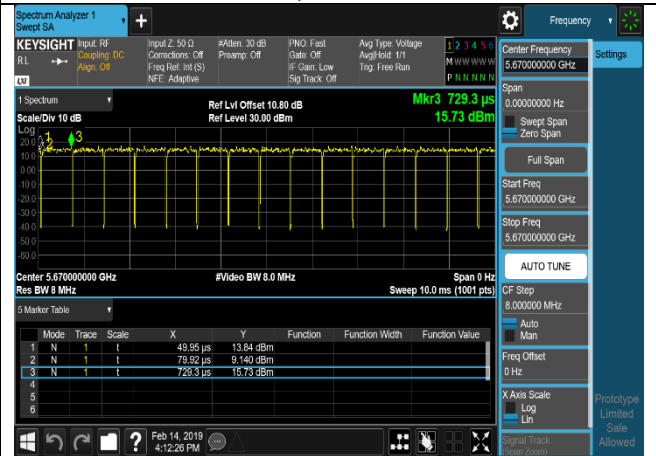 Spectrum Analyzer 1
Swept SA
+
Frequency
KEYSIGHT Input: RF
RL Coupling: DC
Align: Off
LXI
Input Z: 50 Ω
Corrections: Off
Freq Ref: Int (S)
NFE: Adaptive
#Atten: 30 dB
Preamp: Off
PNO: Fast
Gate: Off
IF Gain: Low
Sig Track: Off
Avg Type: Voltage
Avg|Hold: 1/1
Trig: Free Run
1 2 3 4 5 6
M W W W W W
P N N N N N
1 Spectrum
Scale/Div 10 dB
Ref Lvl Offset 10.80 dB
Ref Level 30.00 dBm
Mkr3 729.3 µs
15.73 dBm
Log
20.0
10.0
0.00
-10.0
-20.0
-30.0
-40.0
-50.0
-60.0
1
2
3
Center 5.670000000 GHz
Res BW 8 MHz
#Video BW 8.0 MHz
Span 0 Hz
Sweep 10.0 ms (1001 pts)
5 Marker Table
Mode Trace Scale X Y Function Function Width Function Value
1 N 1 t 49.95 µs 13.84 dBm
2 N 1 t 79.92 µs 9.140 dBm
3 N 1 t 729.3 µs 15.73 dBm
4
5
6
Feb 14, 2019
4:12:26 PM
Center Frequency
5.670000000 GHz
Settings
Span
0.00000000 Hz
Swept Span
Zero Span
Full Span
Start Freq
5.670000000 GHz
Stop Freq
5.670000000 GHz
AUTO TUNE
CF Step
8.000000 MHz
Auto
Man
Freq Offset
0 Hz
X Axis Scale
Log
Lin
Signal Track
(Span Zoom)
Prototype
Limited
Sale
Allowed